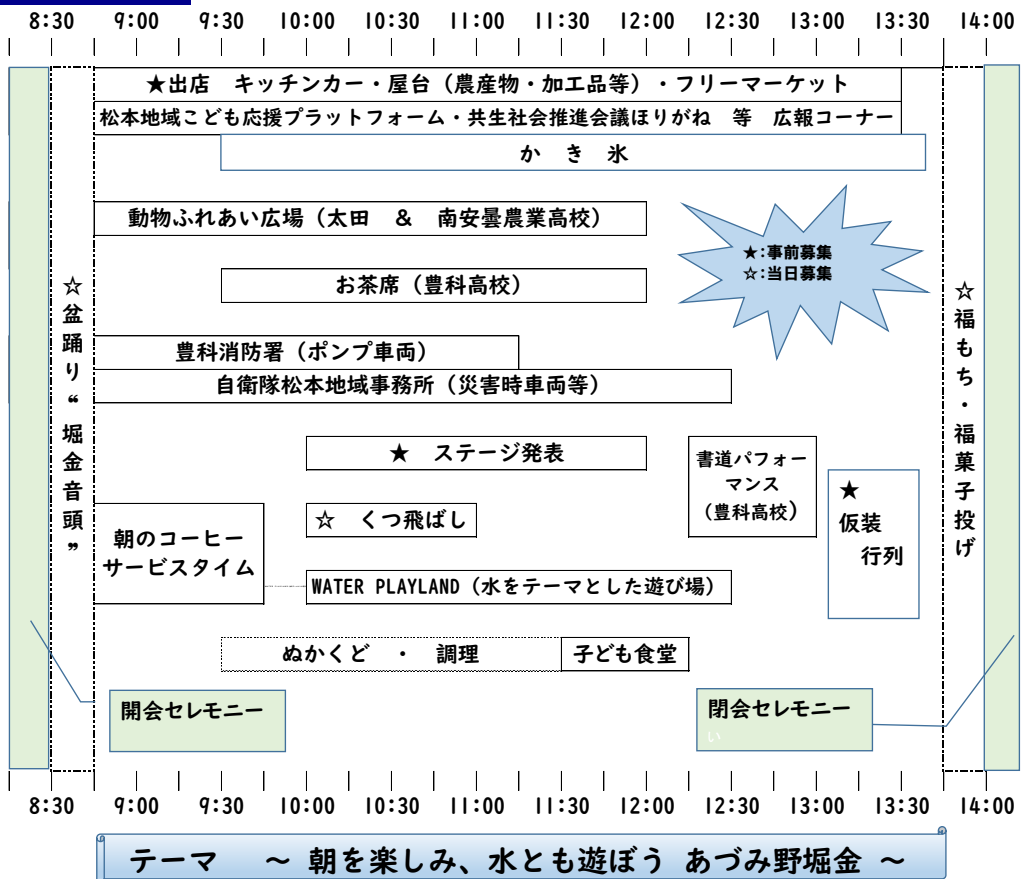 8:30 9:00 9:30 10:00 10:30 11:00 11:30 12:00 12:30 13:00 13:30 14:00
★出店　キッチンカー・屋台（農産物・加工品等）・フリーマーケット
松本地域こども応援プラットフォーム・共生社会推進会議ほりがね　等　広報コーナー
か き 氷
動物ふれあい広場（太田　＆　南安曇農業高校）
★:事前募集
☆:当日募集
お茶席（豊科高校）
☆盆踊り“堀金音頭”
☆福もち・福菓子投げ
豊科消防署（ポンプ車両）
自衛隊松本地域事務所（災害時車両等）
★　ステージ発表
書道パフォー
マンス
（豊科高校）
★
仮装
行列
☆　くつ飛ばし
朝のコーヒー
サービスタイム
WATER PLAYLAND（水をテーマとした遊び場）
ぬかくど　・　調理
子ども食堂
開会セレモニー
閉会セレモニー
い
8:30 9:00 9:30 10:00 10:30 11:00 11:30 12:00 12:30 13:00 13:30 14:00
テーマ　～ 朝を楽しみ、水とも遊ぼう あづみ野堀金 ～